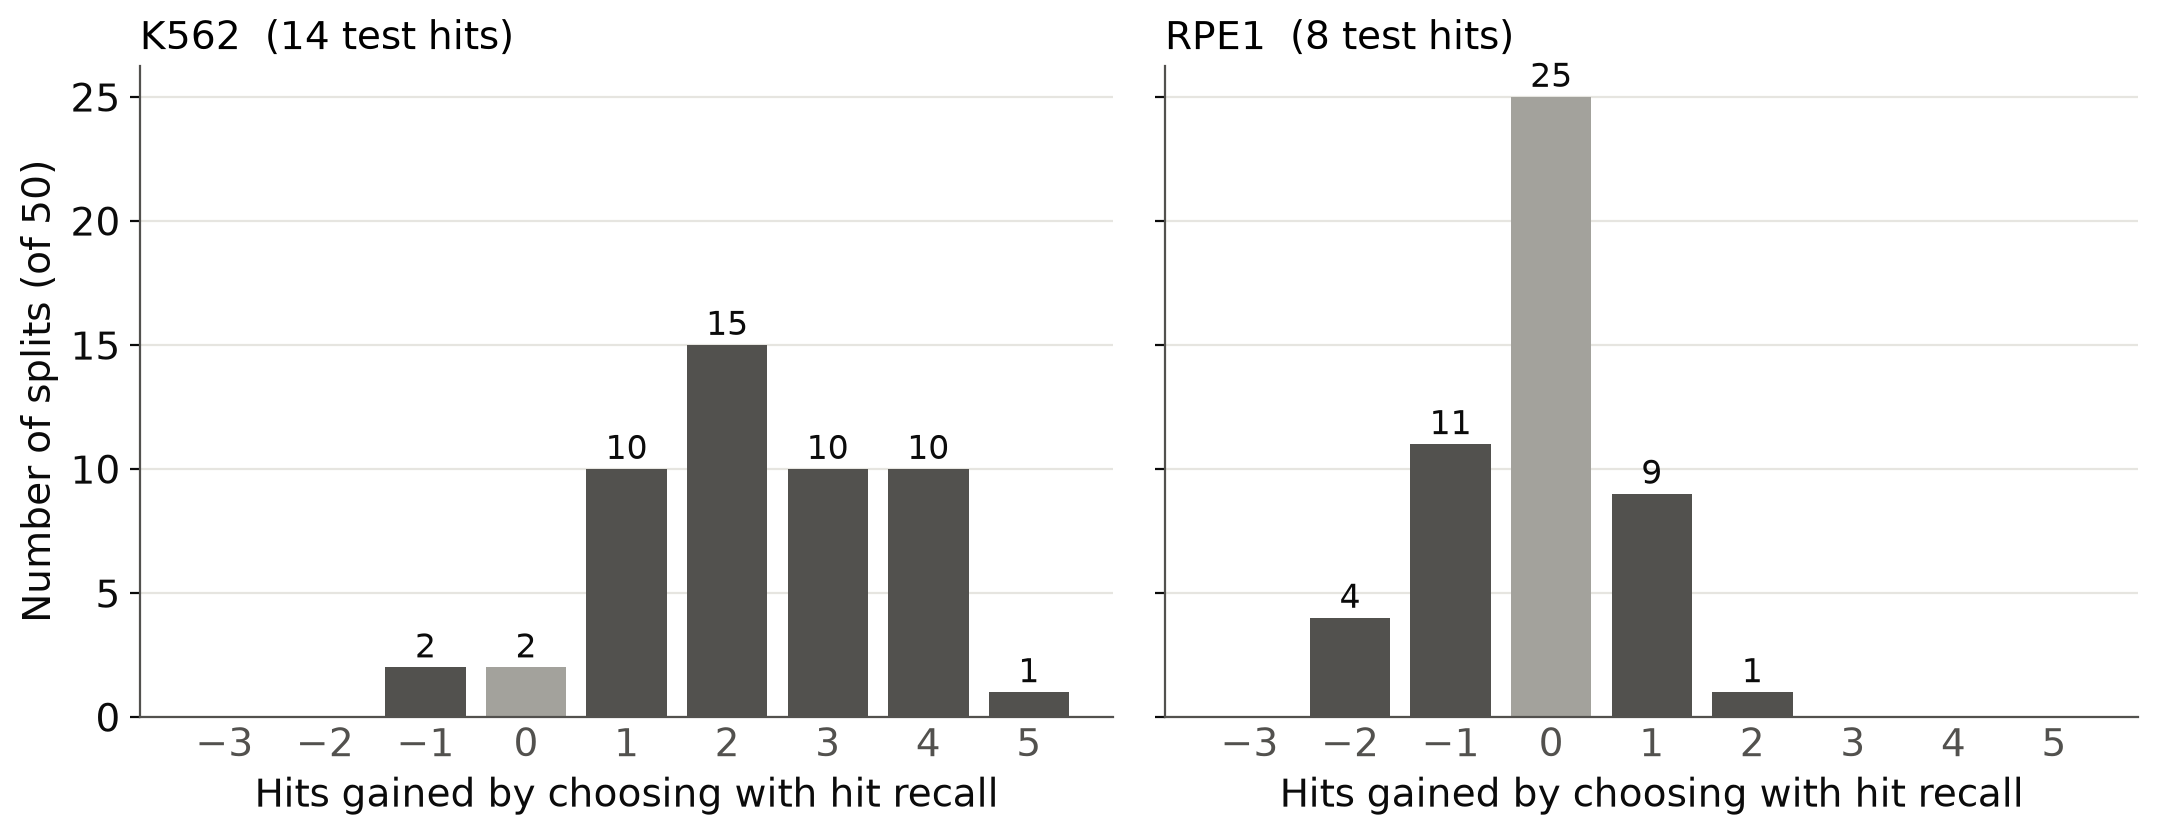 K562  (14 test hits)
Number of splits (of 50)
25
20
15
10
5
0
2
2
10
15
10
10
1
−3 −2 −1 0 1 2 3 4 5
Hits gained by choosing with hit recall
RPE1  (8 test hits)
4
11
25
9
1
−3 −2 −1 0 1 2 3 4 5
Hits gained by choosing with hit recall